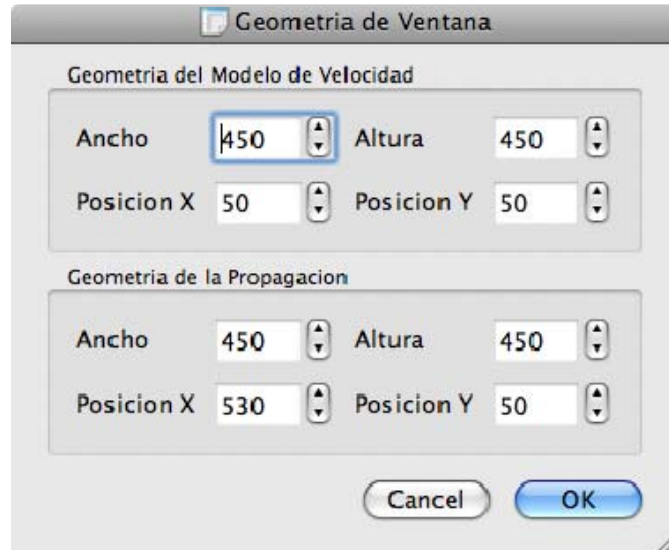 Geometria de Ventana
Geometria del Modelo de Velocidad
Ancho 450 Altura 450
Posicion X 50 Posicion Y 50
Geometria de la Propagacion
Ancho 450 Altura 450
Posicion X 530 Posicion Y 50
Cancel OK